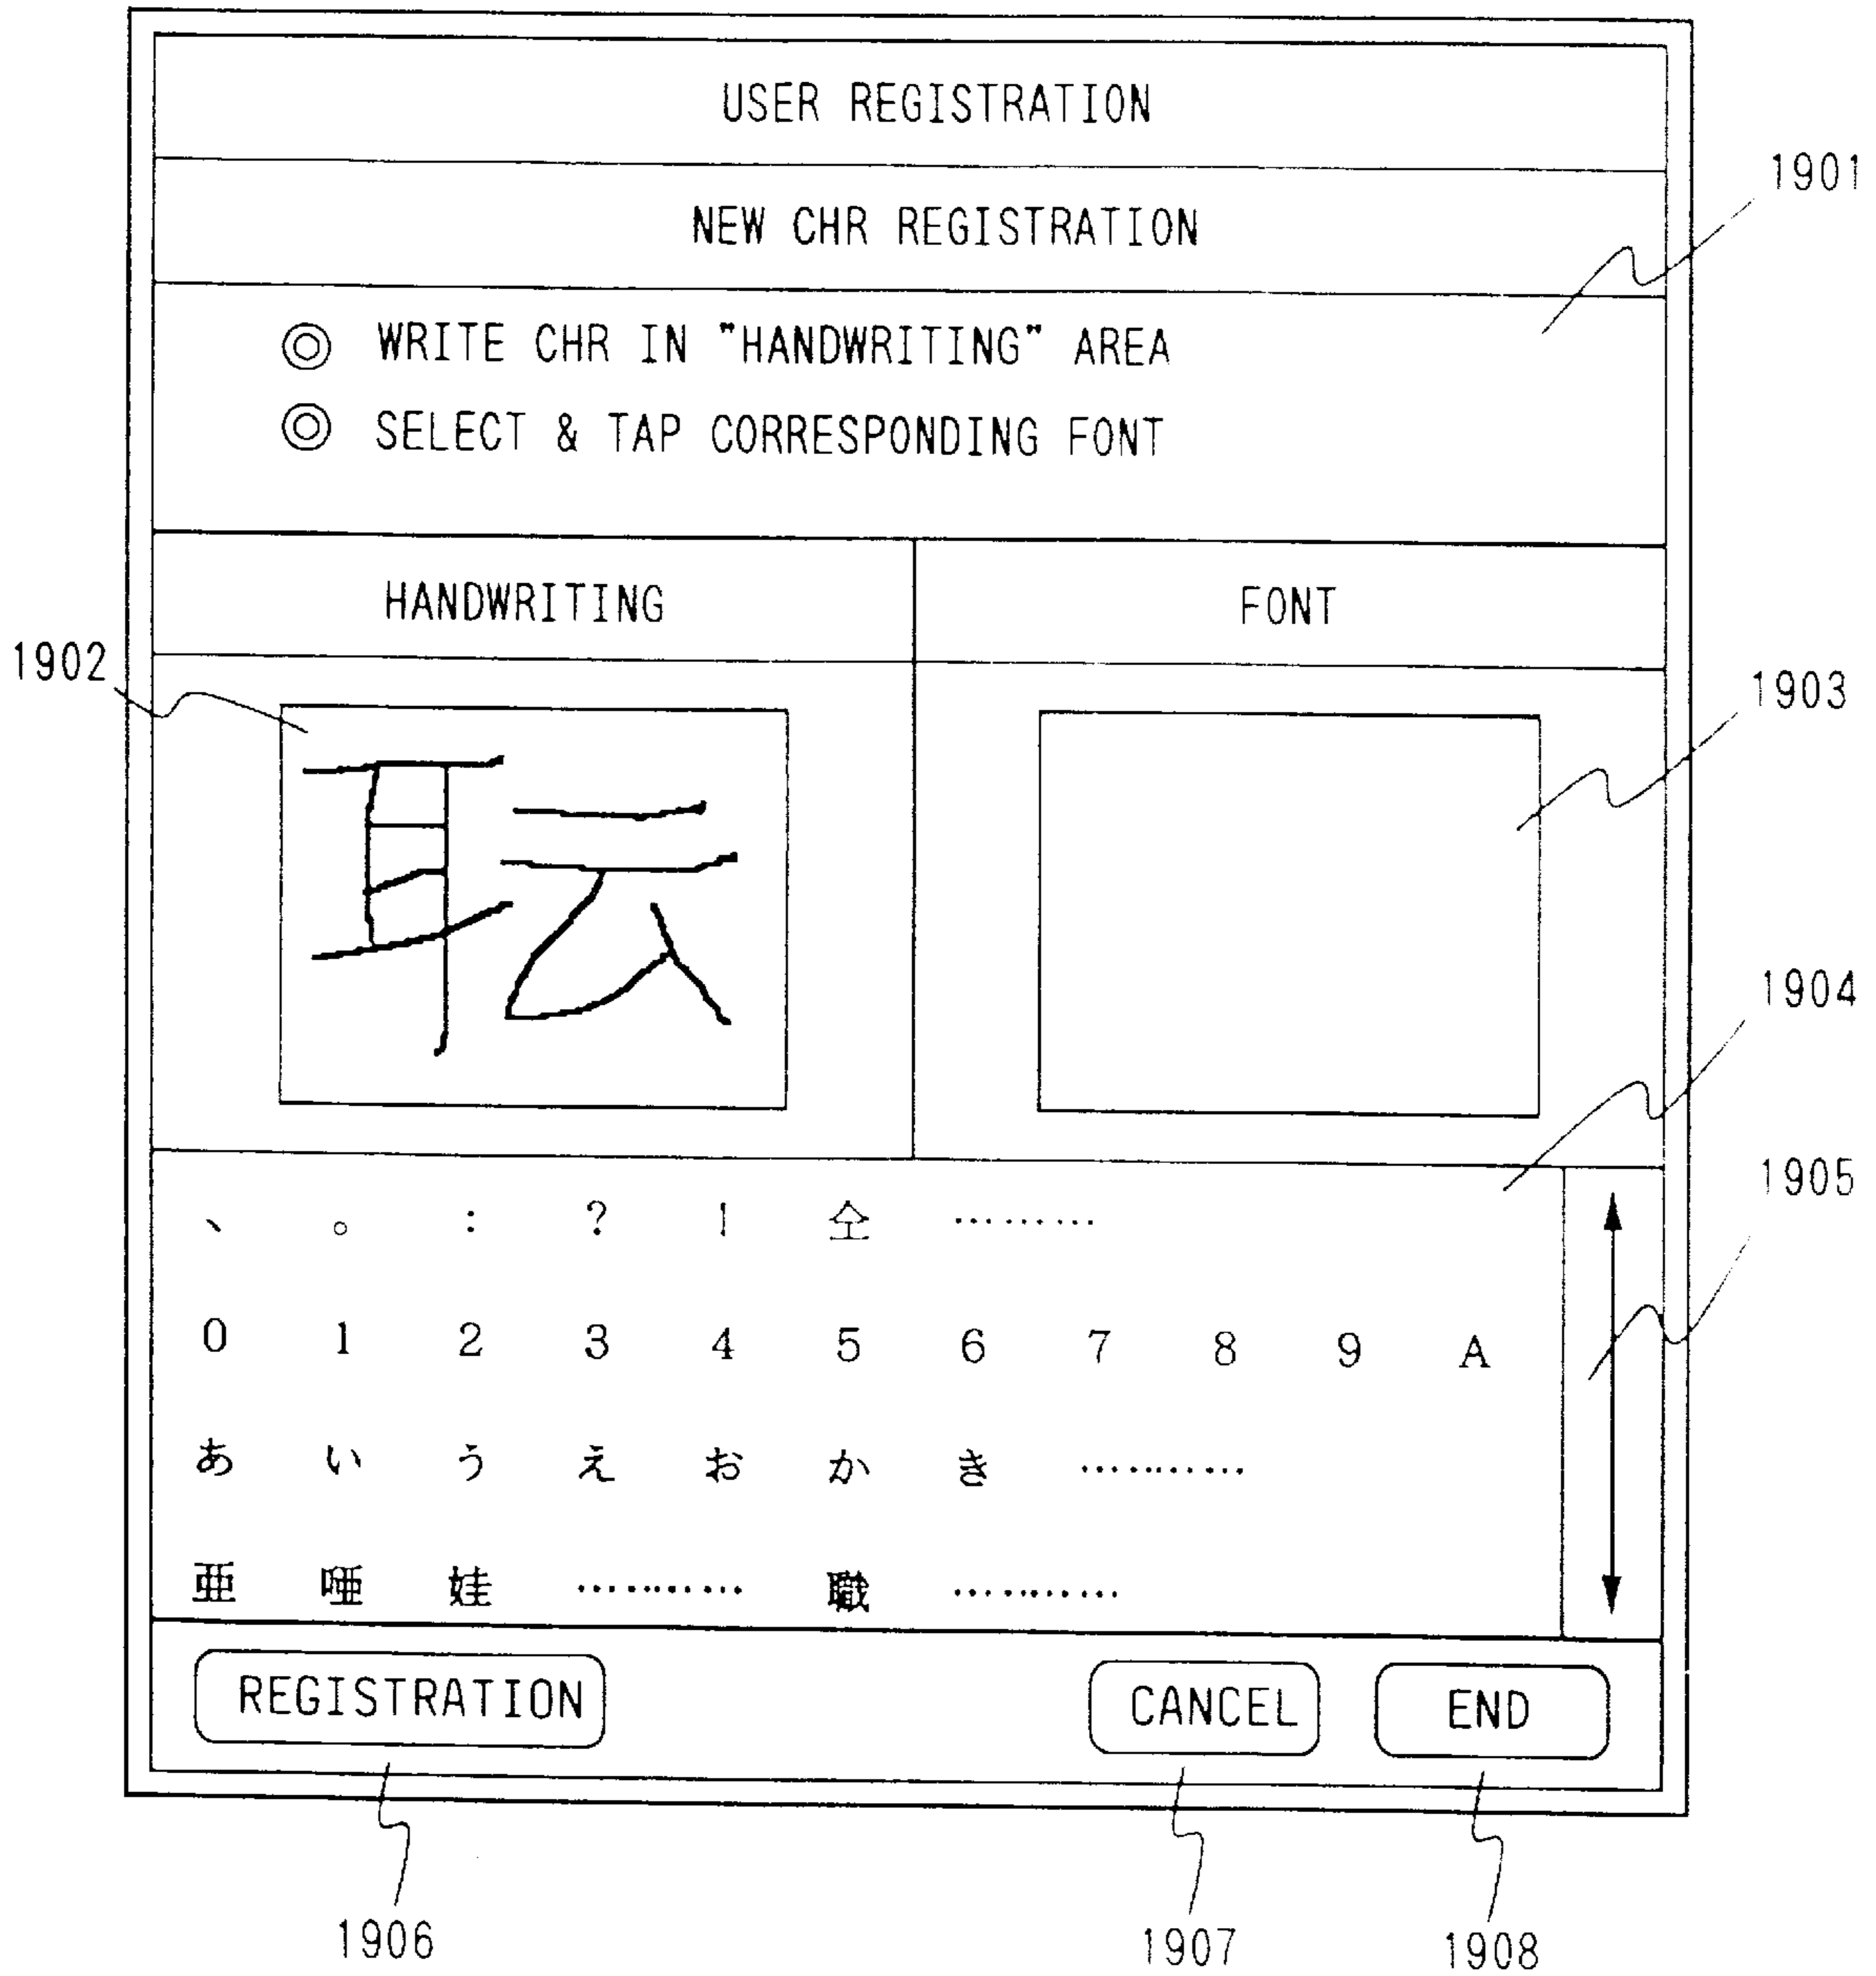 USER REGISTRATION
1901
NEW CHR REGISTRATION
◎ WRITE CHR IN "HANDWRITING" AREA
◎ SELECT & TAP CORRESPONDING FONT
HANDWRITING FONT
1902
1903
耺
1904
1905
、 。 : ? ! 仝 ………
0 1 2 3 4 5 6 7 8 9 A
あ い う え お か き …………
亜 唖 娃 ………… 職 …………
REGISTRATION CANCEL END
1906 1907 1908